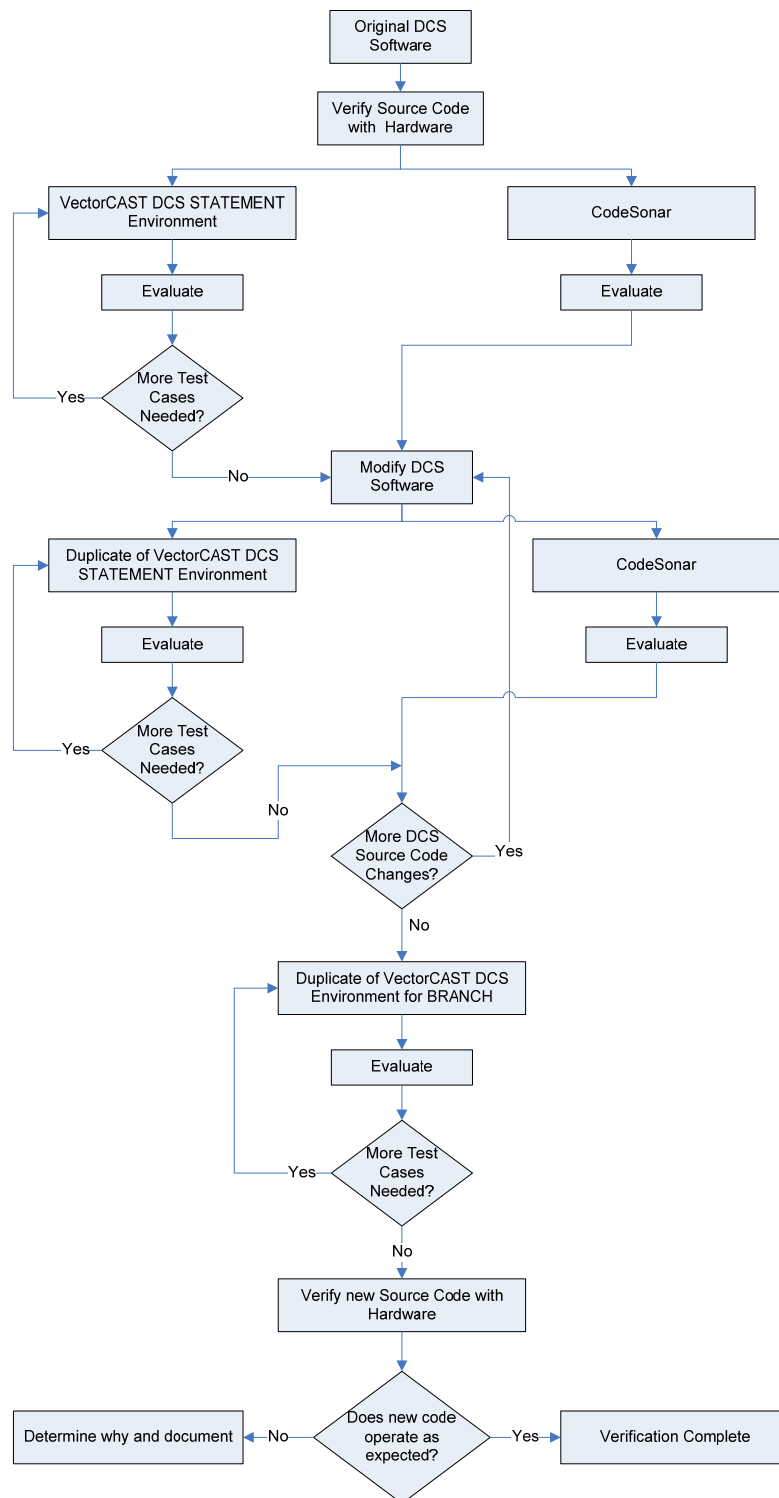 Original DCS
Software
Verify Source Code
with Hardware
VectorCAST DCS STATEMENT
Environment
CodeSonar
Evaluate
Evaluate
More Test
Cases
Needed?
Yes
No
Modify DCS
Software
Duplicate of VectorCAST DCS
STATEMENT Environment
CodeSonar
Evaluate
Evaluate
More Test
Cases
Needed?
Yes
No
More DCS
Source Code
Changes?
Yes
No
Duplicate of VectorCAST DCS
Environment for BRANCH
Evaluate
More Test
Cases
Needed?
Yes
No
Verify new Source Code with
Hardware
Does new code
operate as
expected?
No
Yes
Determine why and document
Verification Complete